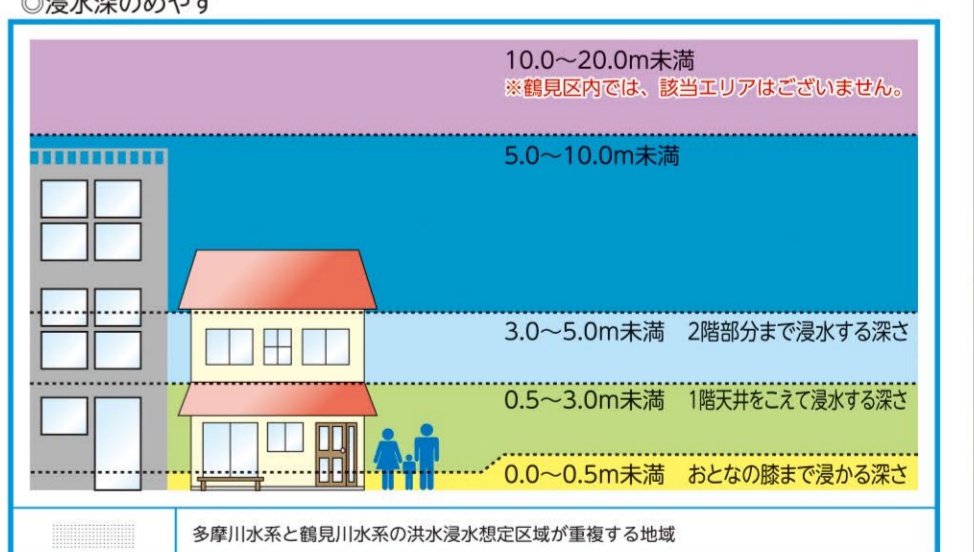 ◎浸水深のめやす
10.0～20.0m未満
※鶴見区内では、該当エリアはございません。
5.0～10.0m未満
3.0～5.0m未満 2階部分まで浸水する深さ
0.5～3.0m未満 1階天井をこえて浸水する深さ
0.0～0.5m未満 おとなの膝まで浸かる深さ
多摩川水系と鶴見川水系の洪水浸水想定区域が重複する地域